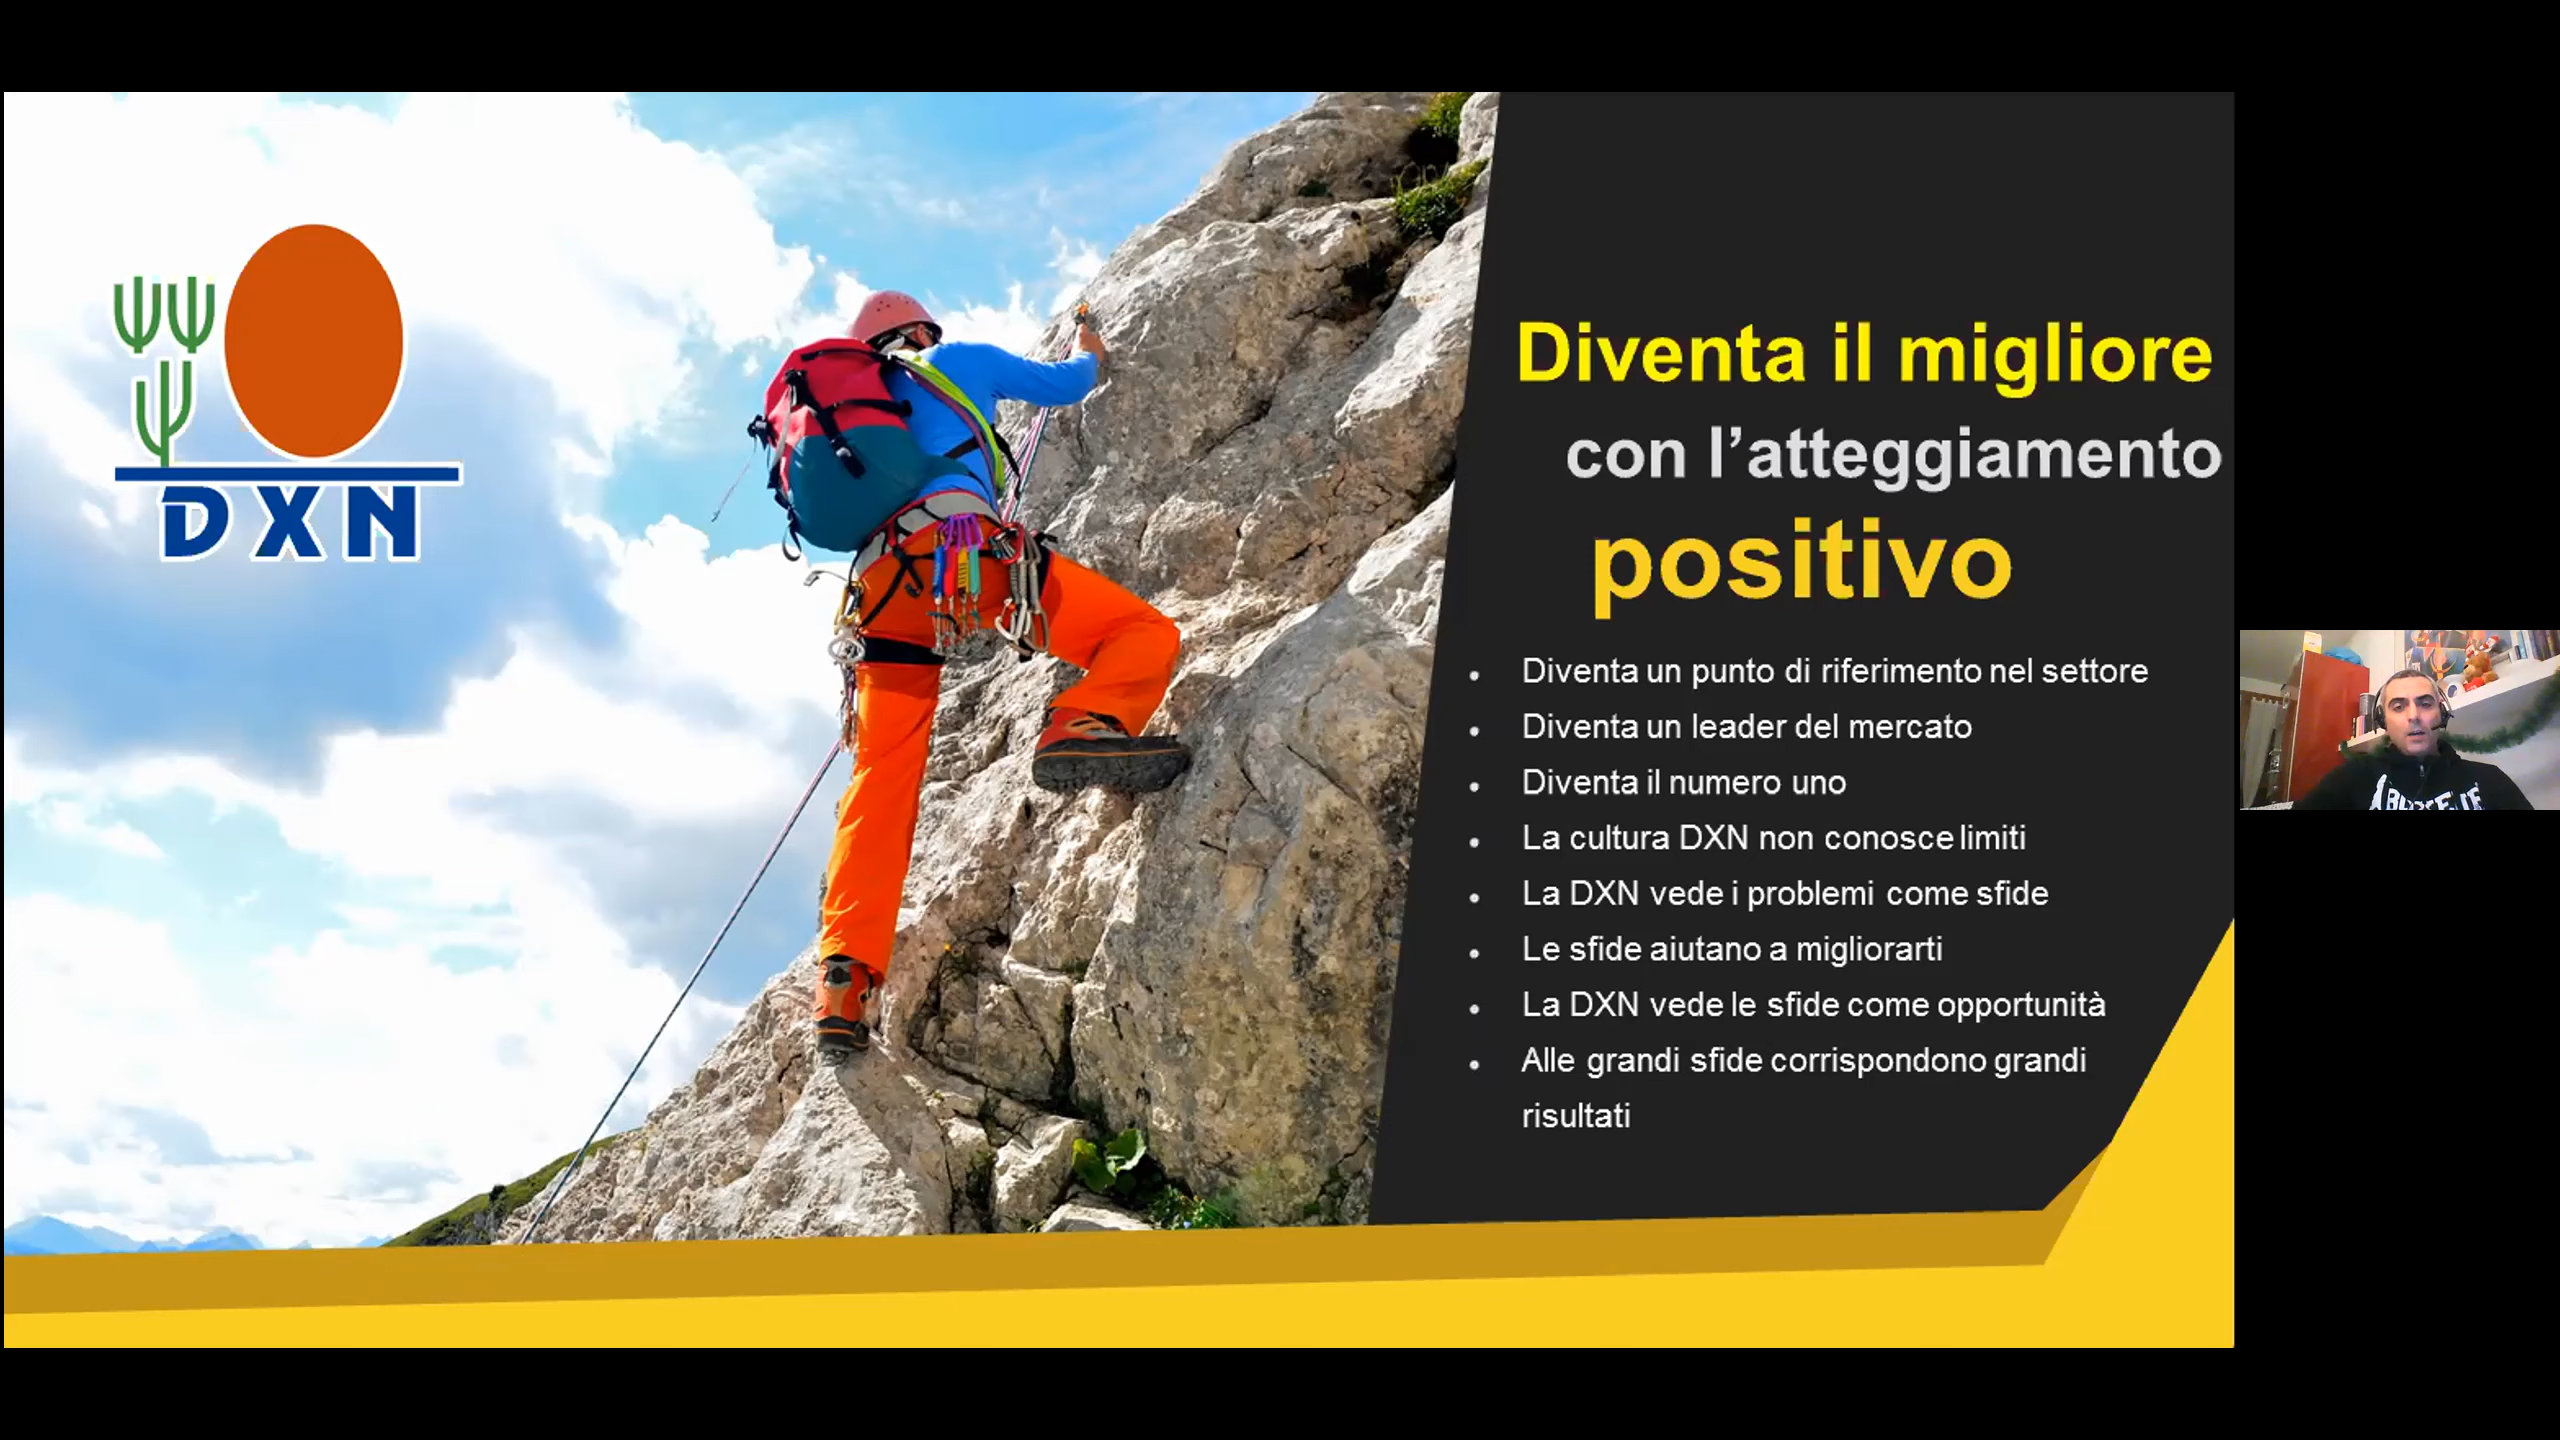 DXN
Diventa il migliore
con l’atteggiamento
positivo
Diventa un punto di riferimento nel settore
Diventa un leader del mercato
Diventa il numero uno
La cultura DXN non conosce limiti
La DXN vede i problemi come sfide
Le sfide aiutano a migliorarti
La DXN vede le sfide come opportunità
Alle grandi sfide corrispondono grandi
risultati